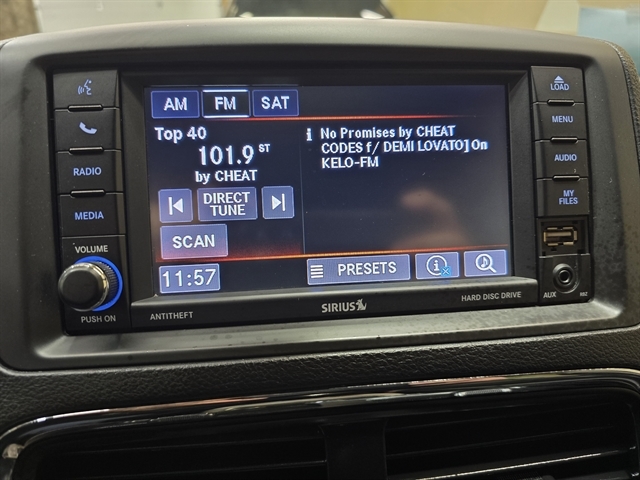 AM FM SAT
Top 40
101.9 ST
by CHEAT
DIRECT
TUNE
SCAN
11:57
i No Promises by CHEAT
CODES f/ DEMI LOVATO] On
KELO-FM
PRESETS
i
RADIO
MEDIA
VOLUME
PUSH ON
ANTITHEFT
SIRIUS
HARD DISC DRIVE
LOAD
MENU
AUDIO
MY
FILES
AUX